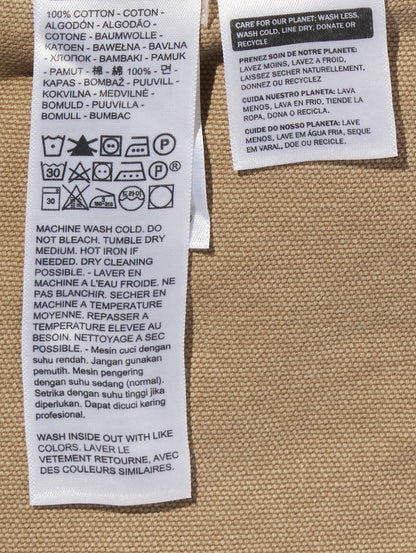 100% COTTON - COTON -
ALGODÓN - ALGODÃO -
COTONE - BAUMWOLLE -
KATOEN - BAWEŁNA - BAVLNA
- ХЛОПОК - BAMBAKI - PAMUK
- PAMUT - 棉 - 綿 100% - 면 -
KAPAS - BOMBAŽ - PUUVILL -
KOKVILNA - MEDVILNĖ -
BOMULD - PUUVILLA -
BOMULL - BUMBAC
P
30 P ®
30 180-210 드라이
MACHINE WASH COLD. DO
NOT BLEACH. TUMBLE DRY
MEDIUM. HOT IRON IF
NEEDED. DRY CLEANING
POSSIBLE. - LAVER EN
MACHINE A L'EAU FROIDE. NE
PAS BLANCHIR. SECHER EN
MACHINE A TEMPERATURE
MOYENNE. REPASSER A
TEMPERATURE ELEVEE AU
BESOIN. NETTOYAGE A SEC
POSSIBLE. - Mesin cuci dengan
suhu rendah. Jangan gunakan
pemutih. Mesin pengering
dengan suhu sedang (normal).
Setrika dengan suhu tinggi jika
diperlukan. Dapat dicuci kering
profesional.
WASH INSIDE OUT WITH LIKE
COLORS. LAVER LE
VETEMENT RETOURNE, AVEC
DES COULEURS SIMILAIRES.
CARE FOR OUR PLANET: WASH LESS,
WASH COLD, LINE DRY, DONATE OR
RECYCLE
PRENEZ SOIN DE NOTRE PLANETE:
LAVEZ MOINS, LAVEZ A FROID,
LAISSEZ SECHER NATURELLEMENT,
DONNEZ OU RECYCLEZ
CUIDA NUESTRO PLANETA: LAVA
MENOS, LAVA EN FRIO, TIENDE LA
ROPA, DONA O RECICLA.
CUIDE DO NOSSO PLANETA: LAVE
MENOS, LAVE EM ÁGUA FRIA, SEQUE
EM VARAL, DOE OU RECICLE.